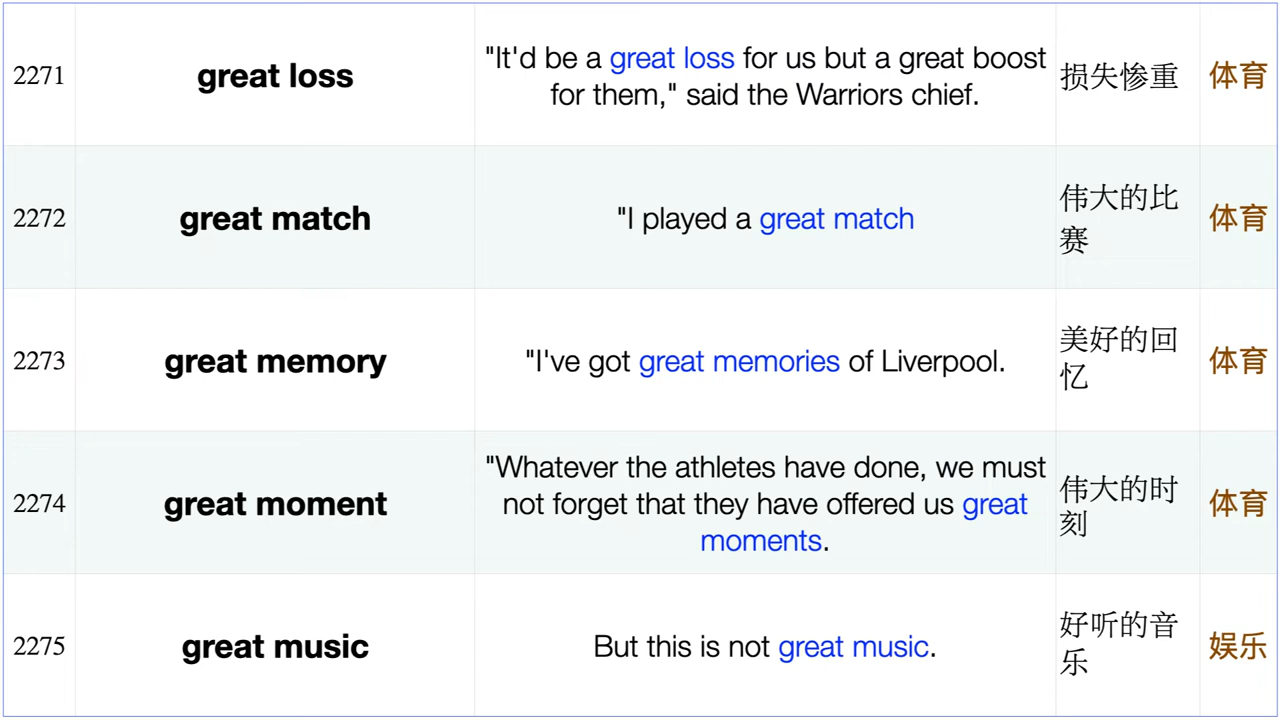 2271
great loss
"It'd be a great loss for us but a great boost
for them," said the Warriors chief.
损失惨重
体育
2272
great match
"I played a great match
伟大的比
赛
体育
2273
great memory
"I've got great memories of Liverpool.
美好的回
忆
体育
2274
great moment
"Whatever the athletes have done, we must
not forget that they have offered us great
moments.
伟大的时
刻
体育
2275
great music
But this is not great music.
好听的音
乐
娱乐